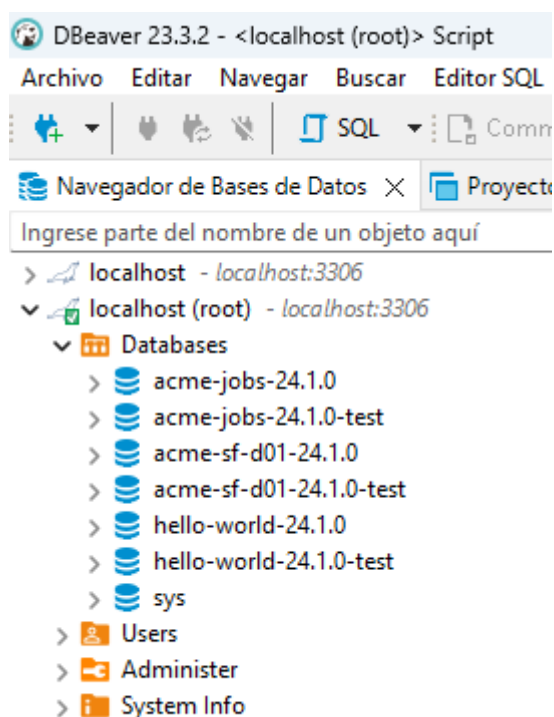 DBeaver 23.3.2 - <localhost (root)> Script
Archivo Editar Navegar Buscar Editor SQL
SQL Comm
Navegador de Bases de Datos Proyecto
Ingrese parte del nombre de un objeto aquí
localhost - localhost:3306
localhost (root) - localhost:3306
Databases
acme-jobs-24.1.0
acme-jobs-24.1.0-test
acme-sf-d01-24.1.0
acme-sf-d01-24.1.0-test
hello-world-24.1.0
hello-world-24.1.0-test
sys
Users
Administer
System Info